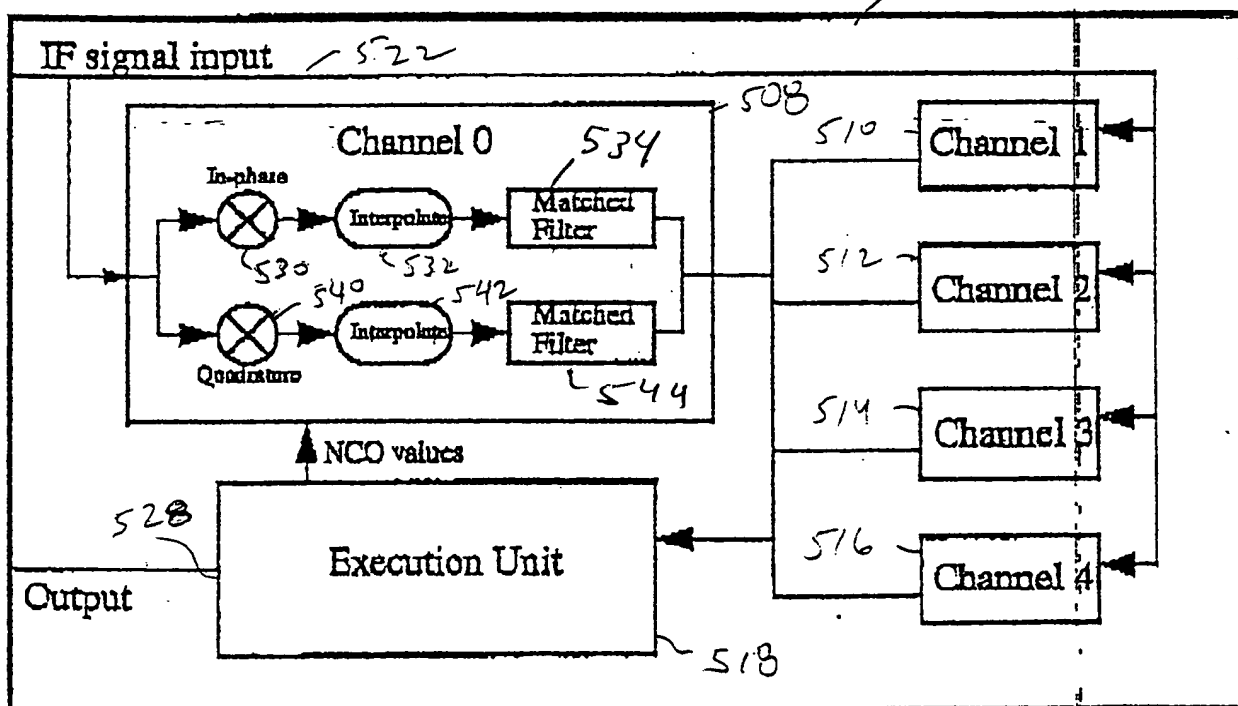 IF signal input
522
508
Channel 0
534
In-phase
Interpolate
Matched
Filter
530
532
540
542
Interpolate
Matched
Filter
Quadrature
544
NCO values
528
Execution Unit
Output
518
510
Channel 1
512
Channel 2
514
Channel 3
516
Channel 4